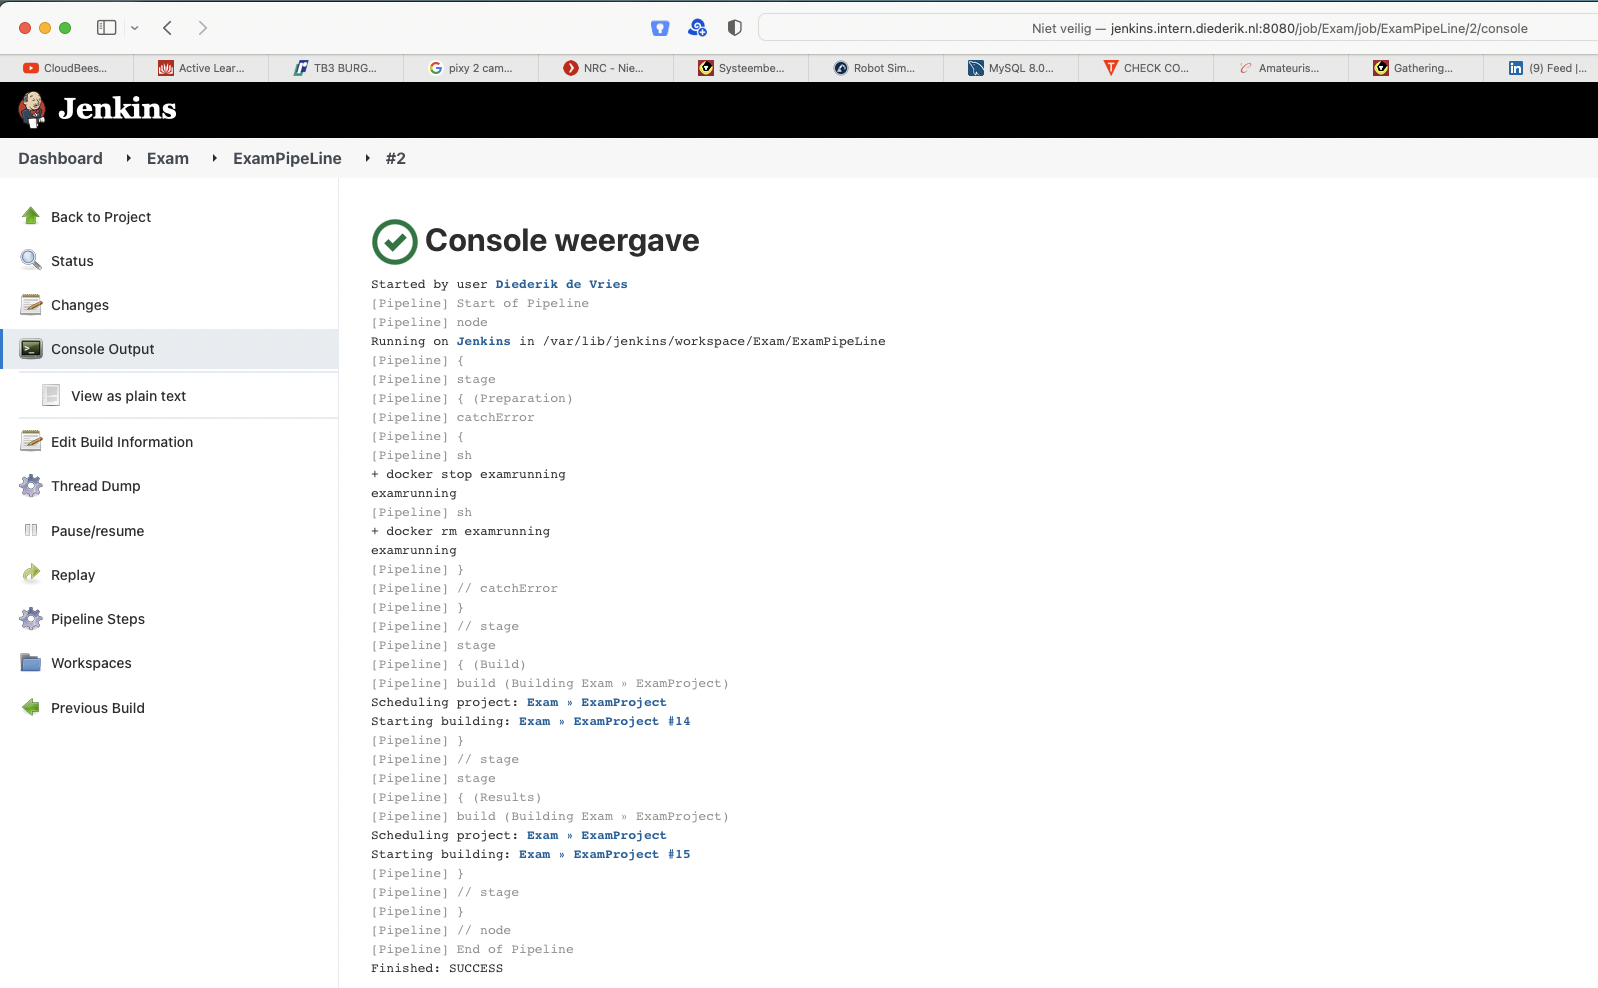 Niet veilig — jenkins.intern.diederik.nl:8080/job/Exam/job/ExamPipeLine/2/console
CloudBees... Active Lear... TB3 BURG... pixy 2 cam... NRC - Nie... Systeembe... Robot Sim... MySQL 8.0... CHECK CO... Amateuris... Gathering... (9) Feed |...
Jenkins
Dashboard Exam ExamPipeLine #2
Back to Project
Status
Changes
Console Output
View as plain text
Edit Build Information
Thread Dump
Pause/resume
Replay
Pipeline Steps
Workspaces
Previous Build
Console weergave
Started by user Diederik de Vries
[Pipeline] Start of Pipeline
[Pipeline] node
Running on Jenkins in /var/lib/jenkins/workspace/Exam/ExamPipeLine
[Pipeline] {
[Pipeline] stage
[Pipeline] { (Preparation)
[Pipeline] catchError
[Pipeline] {
[Pipeline] sh
+ docker stop examrunning
examrunning
[Pipeline] sh
+ docker rm examrunning
examrunning
[Pipeline] }
[Pipeline] // catchError
[Pipeline] }
[Pipeline] // stage
[Pipeline] stage
[Pipeline] { (Build)
[Pipeline] build (Building Exam » ExamProject)
Scheduling project: Exam » ExamProject
Starting building: Exam » ExamProject #14
[Pipeline] }
[Pipeline] // stage
[Pipeline] stage
[Pipeline] { (Results)
[Pipeline] build (Building Exam » ExamProject)
Scheduling project: Exam » ExamProject
Starting building: Exam » ExamProject #15
[Pipeline] }
[Pipeline] // stage
[Pipeline] }
[Pipeline] // node
[Pipeline] End of Pipeline
Finished: SUCCESS